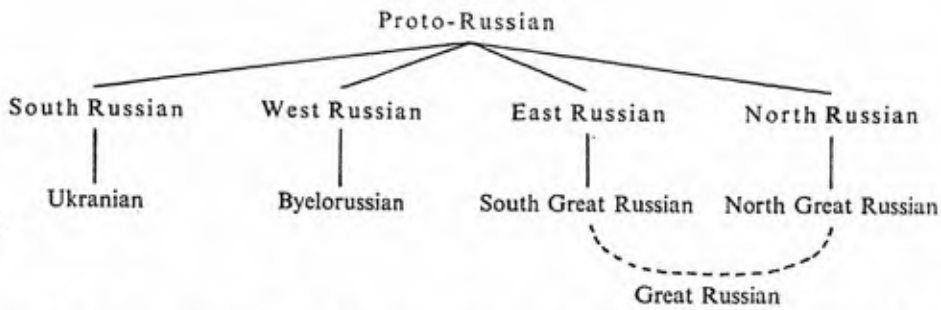 Proto-Russian
South Russian West Russian East Russian North Russian
Ukranian Byelorussian South Great Russian North Great Russian
Great Russian